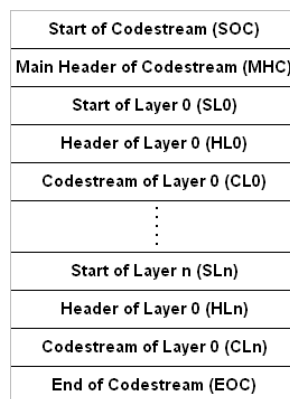 Start of Codestream (SOC)
Main Header of Codestream (MHC)
Start of Layer 0 (SL0)
Header of Layer 0 (HL0)
Codestream of Layer 0 (CL0)
Start of Layer n (SLn)
Header of Layer 0 (HLn)
Codestream of Layer 0 (CLn)
End of Codestream (EOC)